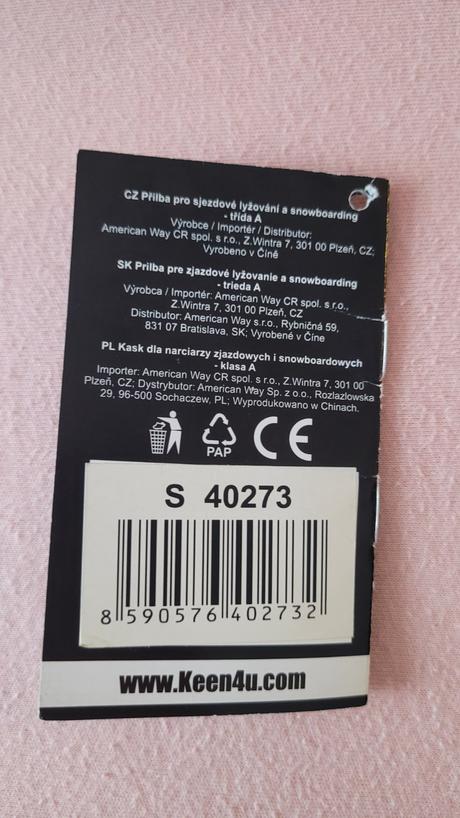 CZ Přilba pro sjezdové lyžování a snowboarding
- třída A
Výrobce / Importér / Distributor:
American Way CR spol. s r.o., Z.Wintra 7, 301 00 Plzeň, CZ;
Vyrobeno v Číně
SK Prilba pre zjazdové lyžovanie a snowboarding
- trieda A
Výrobca / Importér: American Way CR spol. s r.o.,
Z.Wintra 7, 301 00 Plzeň, CZ
Distributor: American Way s.r.o., Rybničná 59,
831 07 Bratislava, SK; Vyrobené v Číne
PL Kask dla narciarzy zjazdowych i snowboardowych
- klasa A
Importer: American Way CR spol. s r.o., Z.Wintra 7, 301 00
Plzeň, CZ; Dystrybutor: American Way Sp. z o.o., Rozlazlowska
29, 96-500 Sochaczew, PL; Wyprodukowano w Chinach.
PAP
CE
S 40273
8 590576 402732
www.Keen4u.com